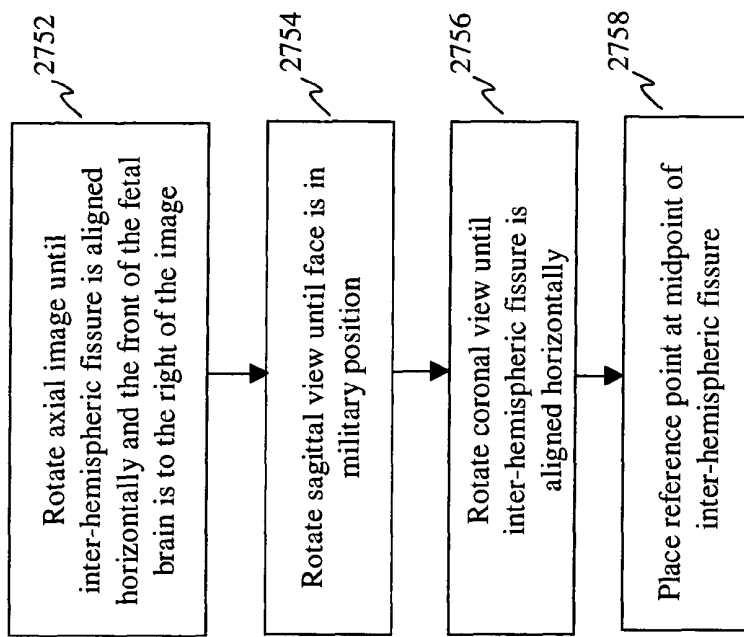 2752
Rotate axial image until
inter-hemispheric fissure is aligned
horizontally and the front of the fetal
brain is to the right of the image
2754
Rotate sagittal view until face is in
military position
2756
Rotate coronal view until
inter-hemispheric fissure is
aligned horizontally
2758
Place reference point at midpoint of
inter-hemispheric fissure